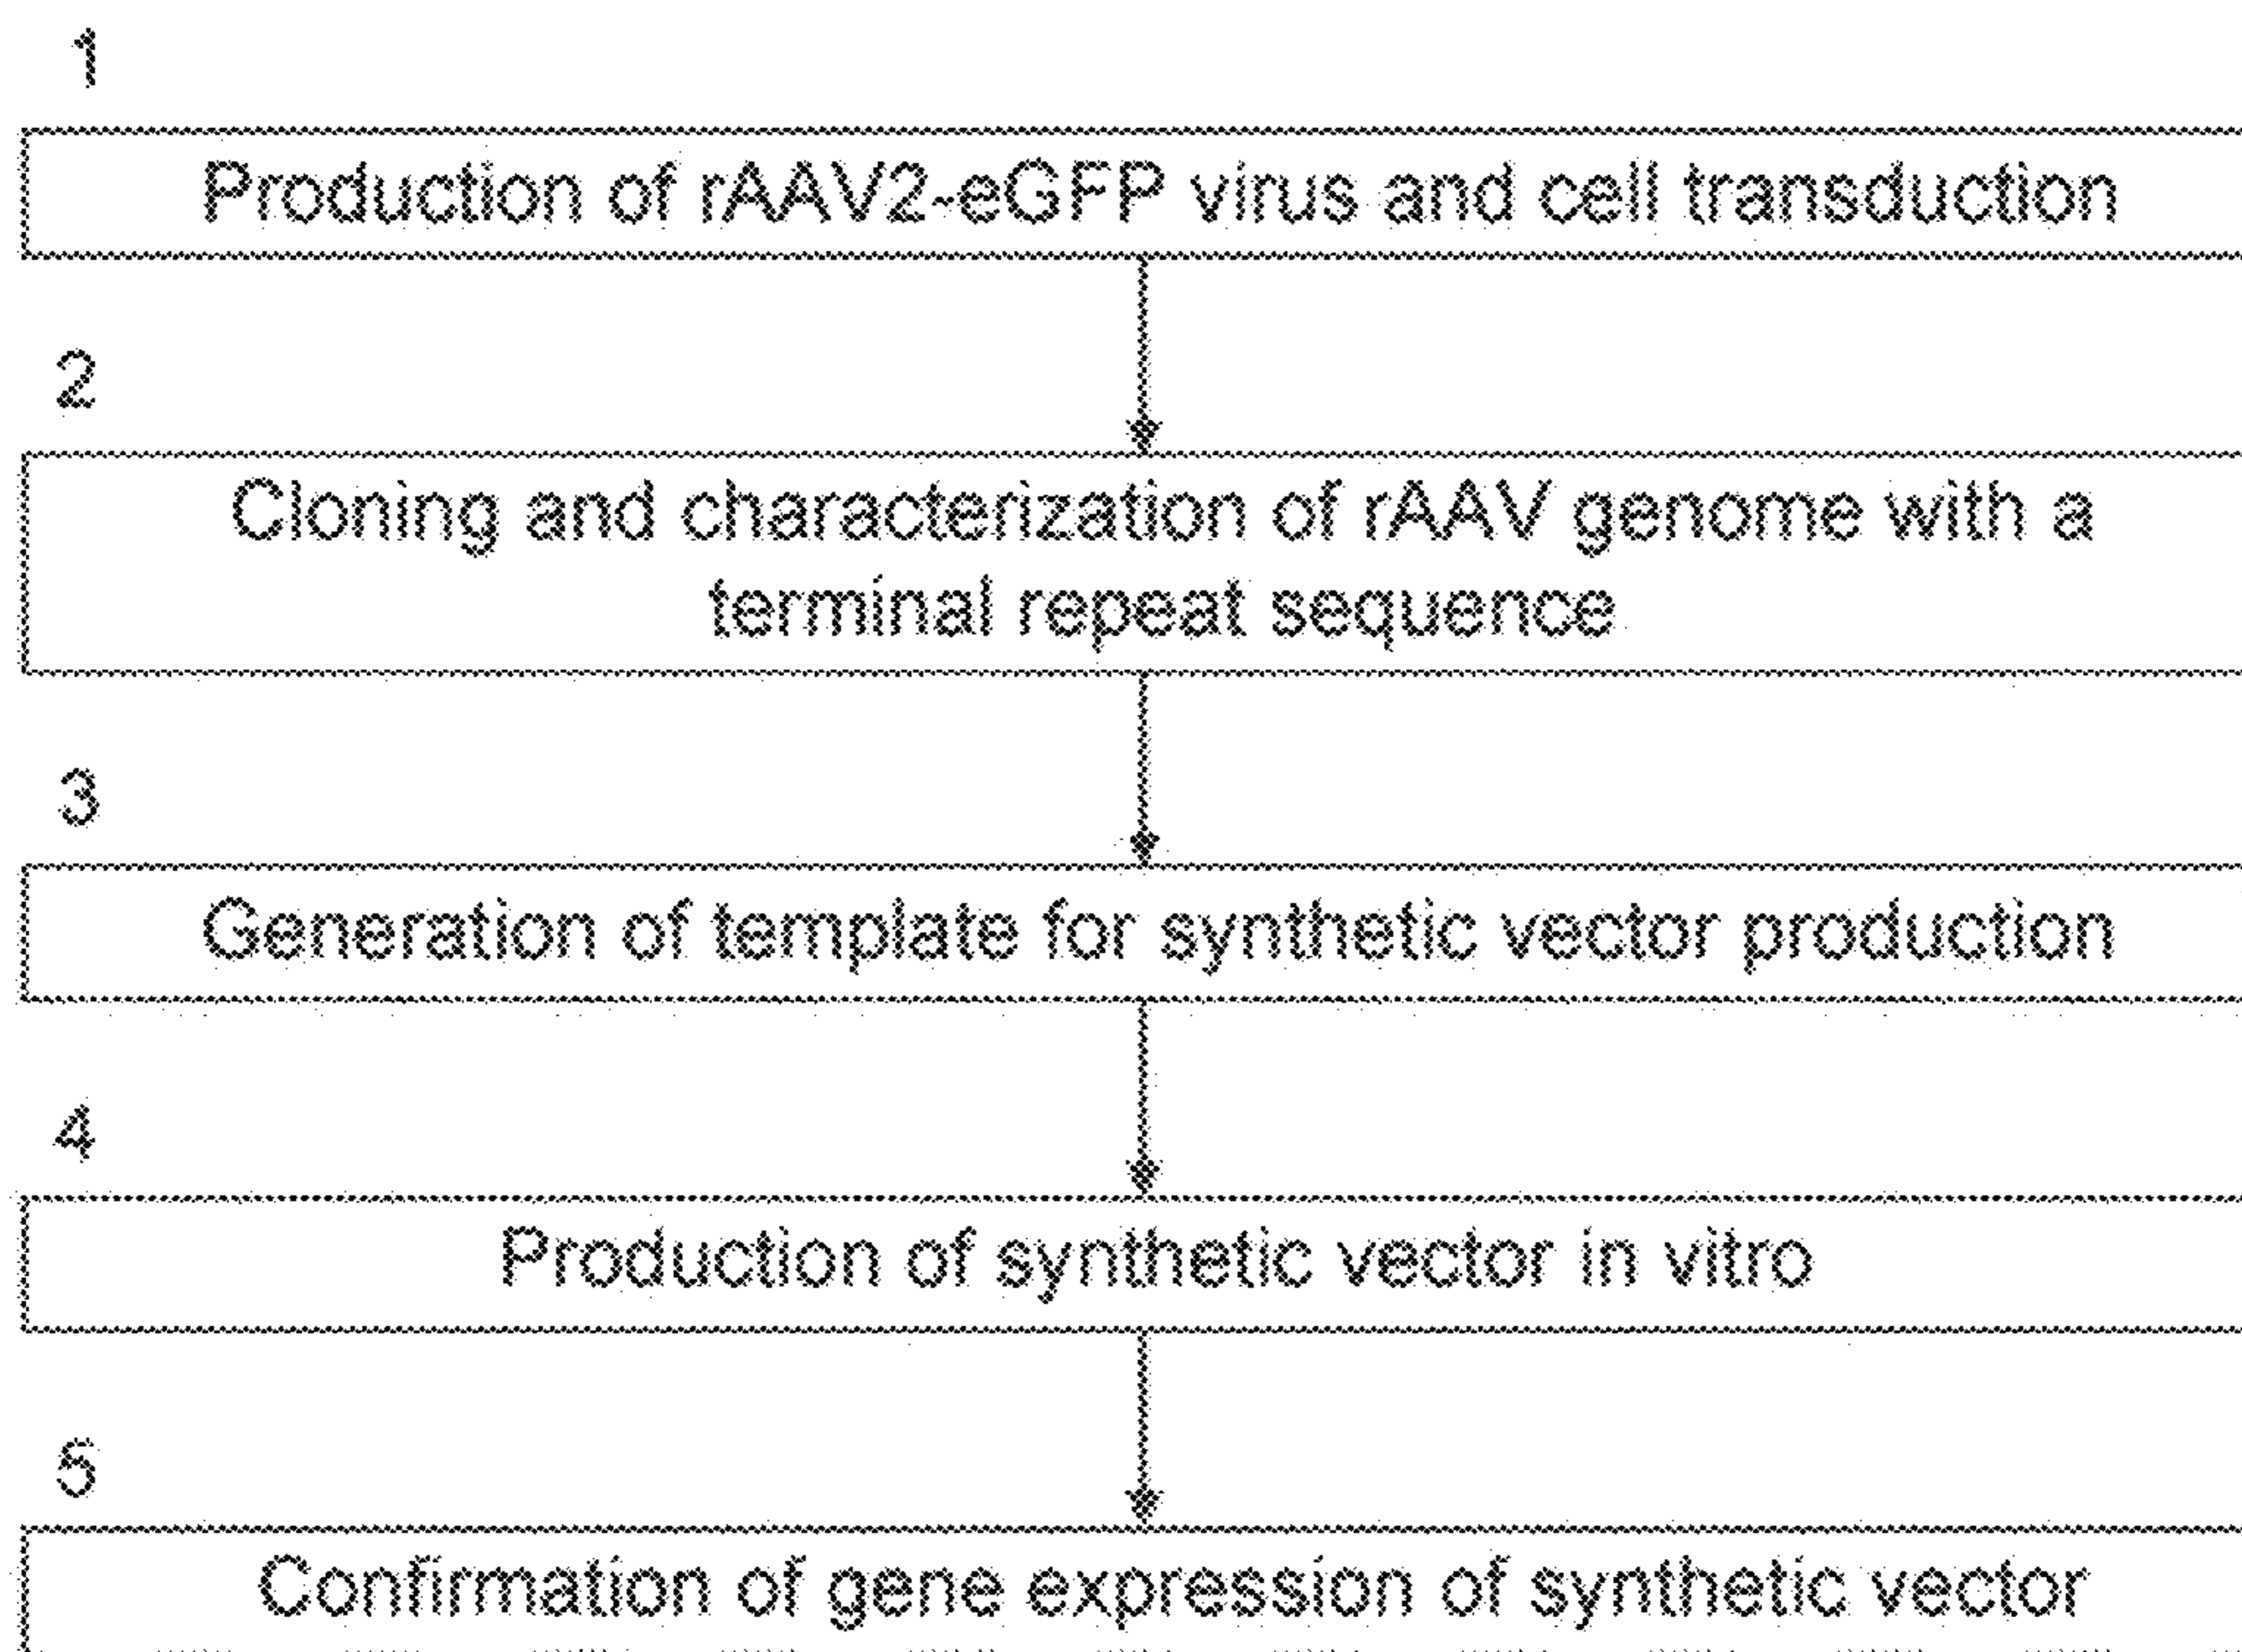 1
Production of rAAV2-eGFP virus and cell transduction
2
Cloning and characterization of rAAV genome with a
terminal repeat sequence
3
Generation of template for synthetic vector production
4
Production of synthetic vector in vitro
5
Confirmation of gene expression of synthetic vector